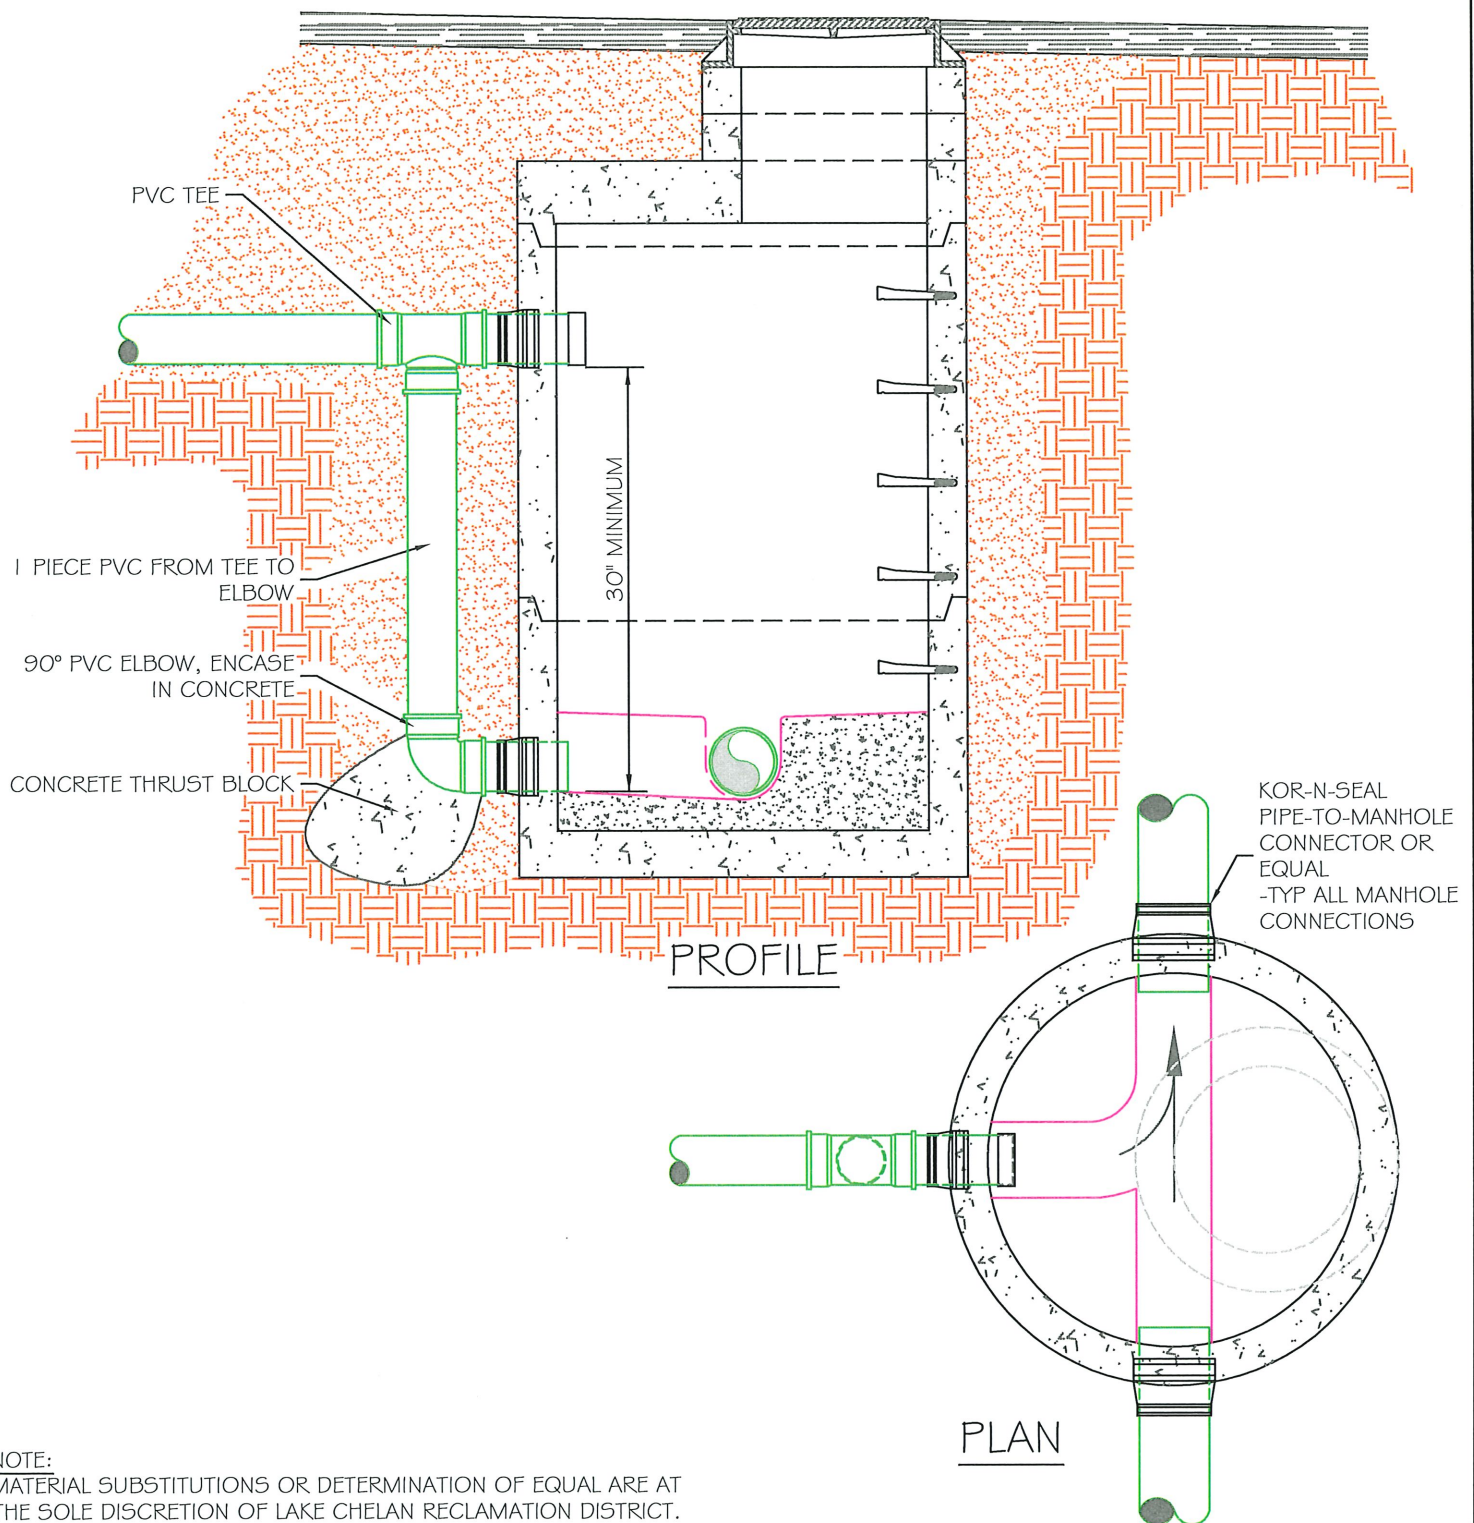 PVC TEE
1 PIECE PVC FROM TEE TO
ELBOW
30" MINIMUM
90° PVC ELBOW, ENCASE
IN CONCRETE
CONCRETE THRUST BLOCK
PROFILE
KOR-N-SEAL
PIPE-TO-MANHOLE
CONNECTOR OR
EQUAL
-TYP ALL MANHOLE
CONNECTIONS
PLAN
NOTE:
MATERIAL SUBSTITUTIONS OR DETERMINATION OF EQUAL ARE AT
THE SOLE DISCRETION OF LAKE CHELAN RECLAMATION DISTRICT.